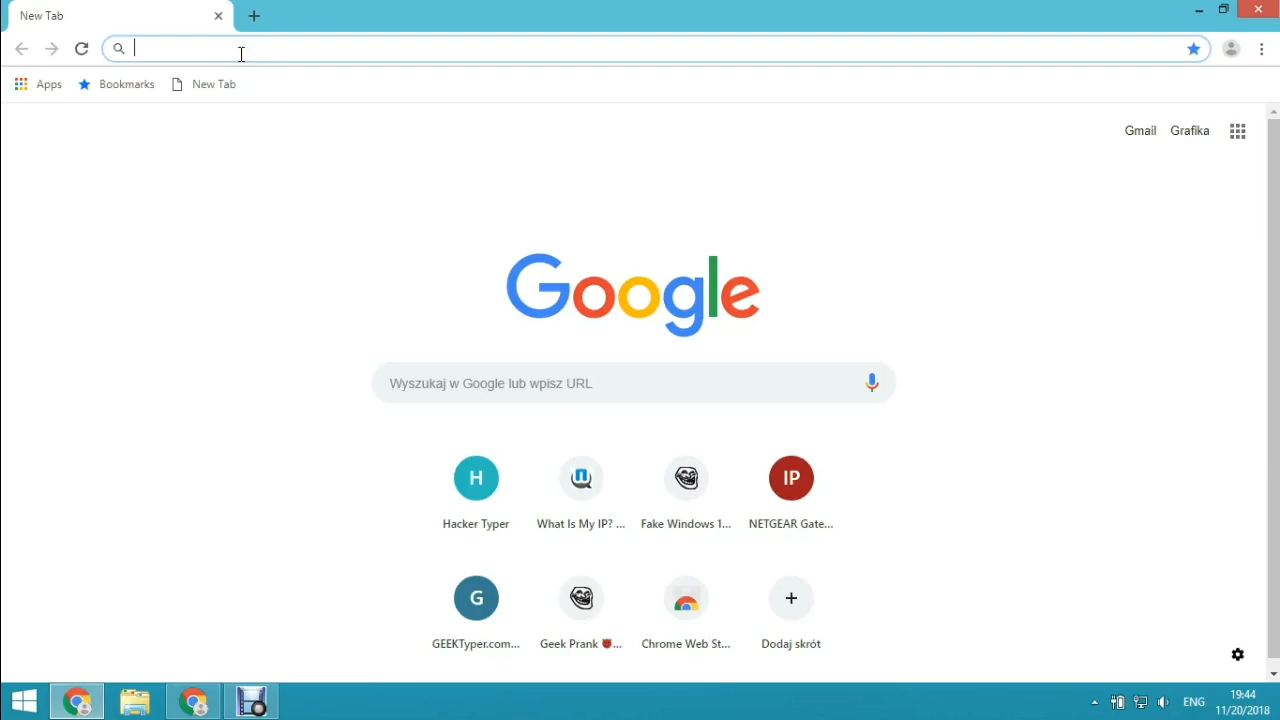 New Tab
Apps
Bookmarks
New Tab
Gmail
Grafika
Google
Wyszukaj w Google lub wpisz URL
H
IP
Hacker Typer
What Is My IP? ...
Fake Windows 1...
NETGEAR Gate...
G
GEEKTyper.com...
Geek Prank
...
Chrome Web St...
Dodaj skrót
ENG
19:44
11/20/2018